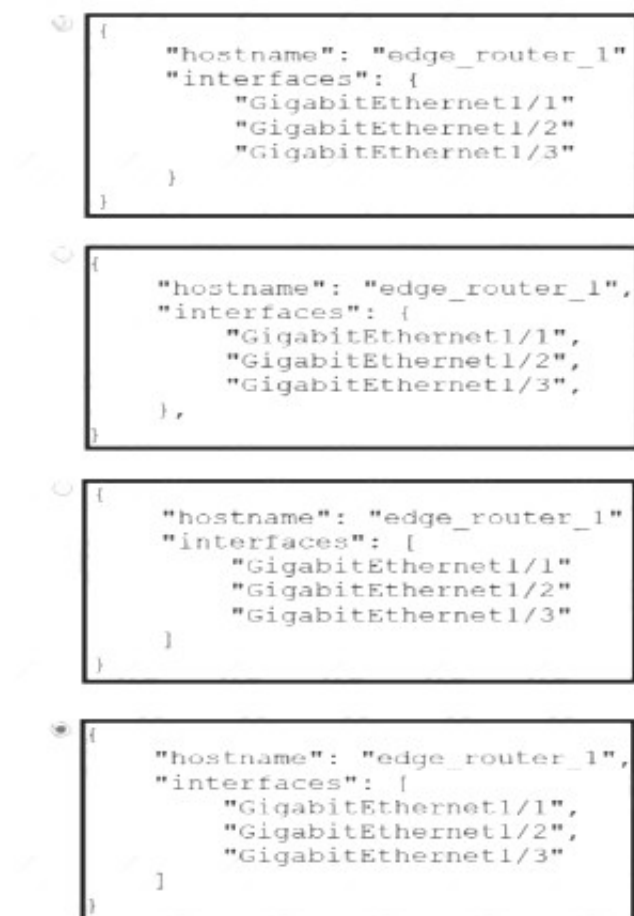 {
"hostname": "edge_router_1"
"interfaces": {
"GigabitEthernet1/1"
"GigabitEthernet1/2"
"GigabitEthernet1/3"
}
}
{
"hostname": "edge_router_1",
"interfaces": {
"GigabitEthernet1/1",
"GigabitEthernet1/2",
"GigabitEthernet1/3",
},
}
{
"hostname": "edge_router_1"
"interfaces": [
"GigabitEthernet1/1"
"GigabitEthernet1/2"
"GigabitEthernet1/3"
]
}
{
"hostname": "edge_router_1",
"interfaces": [
"GigabitEthernet1/1",
"GigabitEthernet1/2",
"GigabitEthernet1/3"
]
}